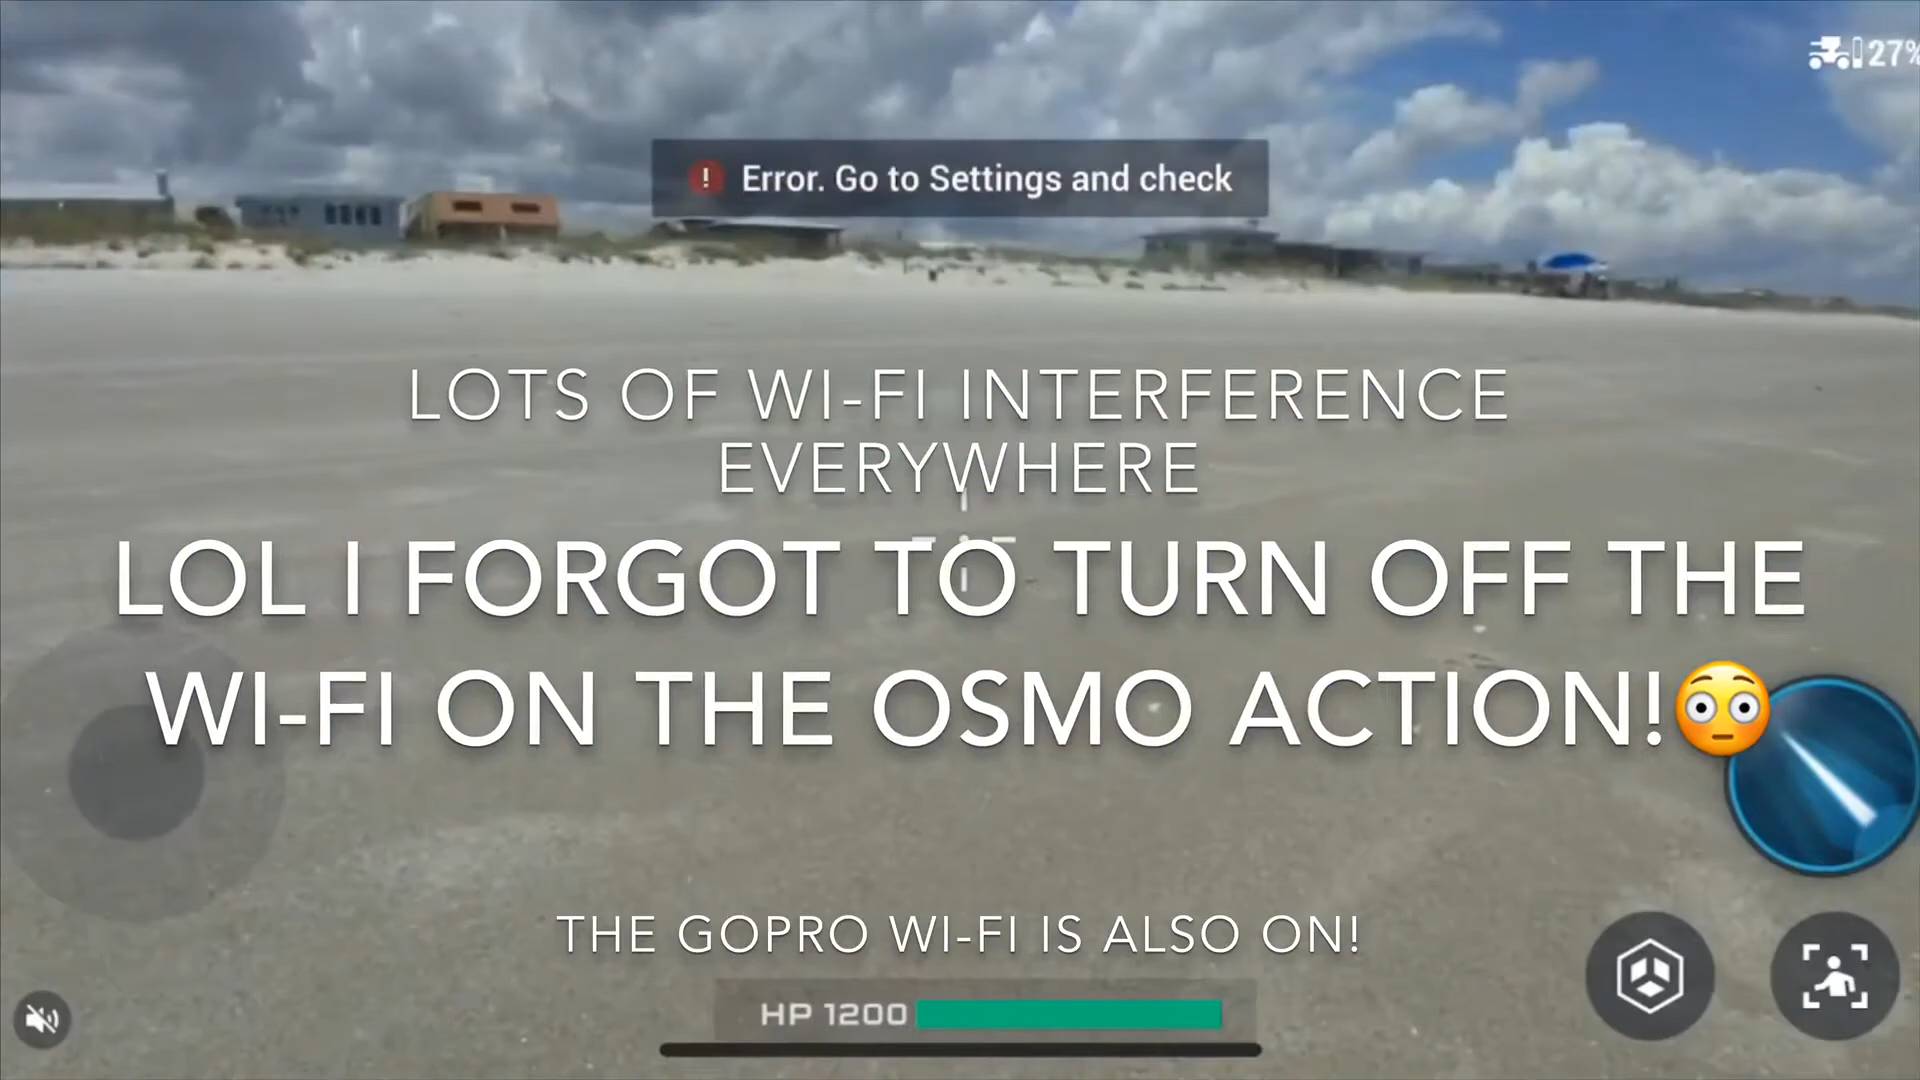 27%
Error. Go to Settings and check
LOTS OF WI-FI INTERFERENCE
EVERYWHERE
LOL I FORGOT TO TURN OFF THE
WI-FI ON THE OSMO ACTION!😳
THE GOPRO WI-FI IS ALSO ON!
HP 1200